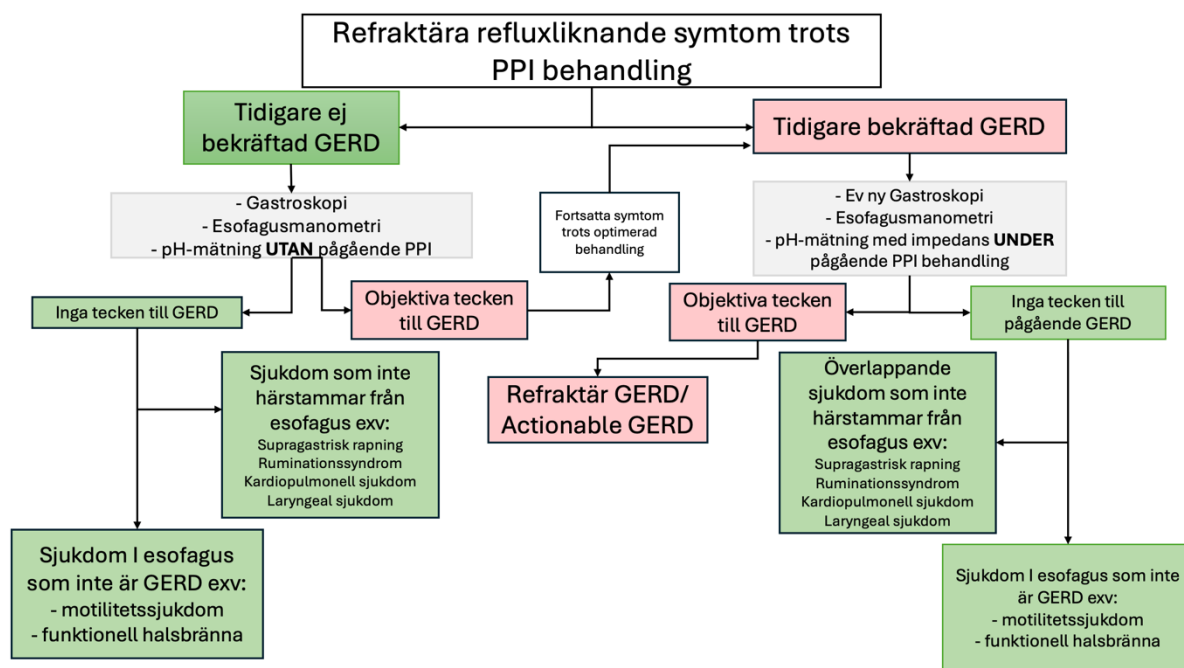 Refraktära refluxliknande symtom trots
PPI behandling
Tidigare ej
bekräftad GERD
Tidigare bekräftad GERD
- Gastroskopi
- Esofagusmanometri
- pH-mätning UTAN pågående PPI
Fortsatta symtom
trots optimerad
behandling
- Ev ny Gastroskopi
- Esofagusmanometri
- pH-mätning med impedans UNDER
pågående PPI behandling
Inga tecken till GERD
Objektiva tecken
till GERD
Objektiva tecken
till GERD
Inga tecken till
pågående GERD
Sjukdom som inte
härstammar från
esofagus exv:
Supragastrisk rapning
Ruminationssyndrom
Kardiopulmonell sjukdom
Laryngeal sjukdom
Refraktär GERD/
Actionable GERD
Överlappande
sjukdom som inte
härstammar från
esofagus exv:
Supragastrisk rapning
Ruminationssyndrom
Kardiopulmonell sjukdom
Laryngeal sjukdom
Sjukdom I esofagus
som inte är GERD exv:
- motilitetssjukdom
- funktionell halsbränna
Sjukdom I esofagus som inte
är GERD exv:
- motilitetssjukdom
- funktionell halsbränna